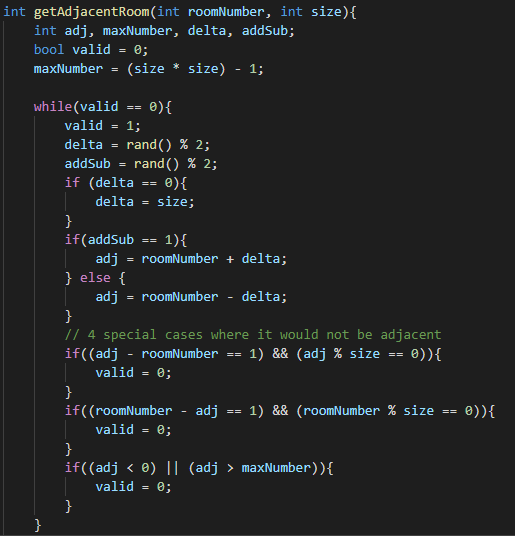 int getAdjacentRoom(int roomNumber, int size){
    int adj, maxNumber, delta, addSub;
    bool valid = 0;
    maxNumber = (size * size) - 1;

    while(valid == 0){
        valid = 1;
        delta = rand() % 2;
        addSub = rand() % 2;
        if (delta == 0){
            delta = size;
        }
        if(addSub == 1){
            adj = roomNumber + delta;
        } else {
            adj = roomNumber - delta;
        }
        // 4 special cases where it would not be adjacent
        if((adj - roomNumber == 1) && (adj % size == 0)){
            valid = 0;
        }
        if((roomNumber - adj == 1) && (roomNumber % size == 0)){
            valid = 0;
        }
        if((adj < 0) || (adj > maxNumber)){
            valid = 0;
        }
    }